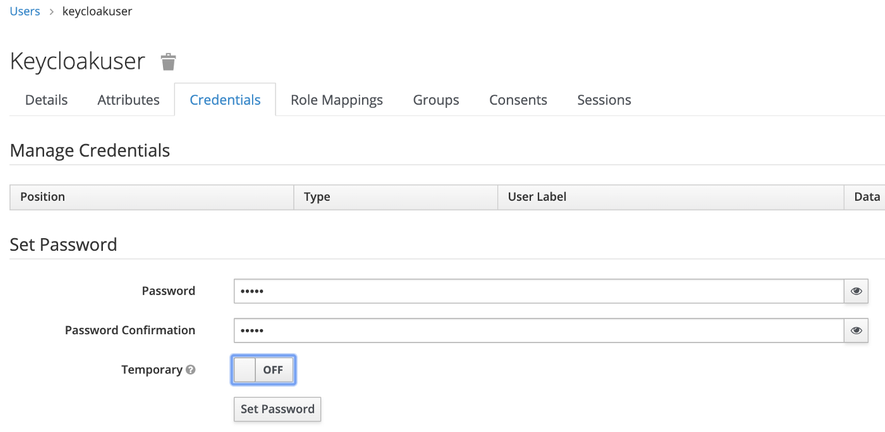 Users > keycloakuser
Keycloakuser
Details Attributes Credentials Role Mappings Groups Consents Sessions
Manage Credentials
Position Type User Label Data
Set Password
Password •••••
Password Confirmation •••••
Temporary OFF
Set Password